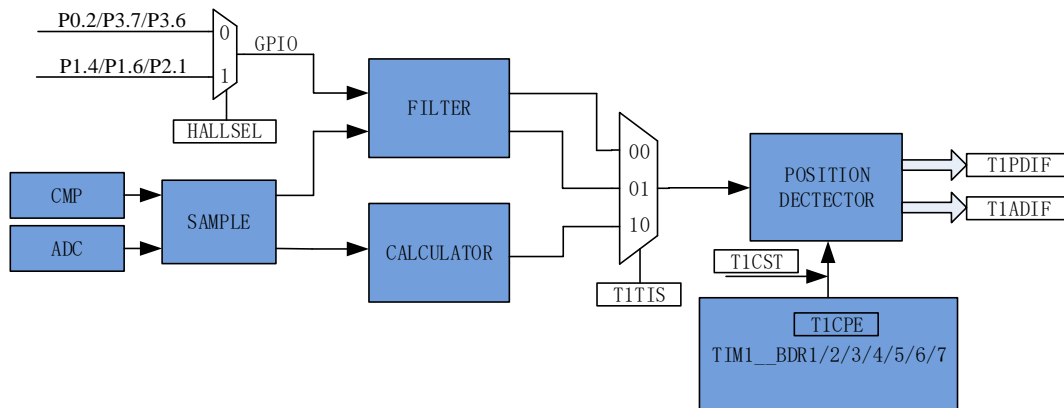 P0.2/P3.7/P3.6
0
GPIO
P1.4/P1.6/P2.1
1
HALLSEL
FILTER
CMP
ADC
SAMPLE
CALCULATOR
00
01
10
T1TIS
POSITION
DECTECTOR
T1PDIF
T1ADIF
T1CST
T1CPE
TIM1__BDR1/2/3/4/5/6/7